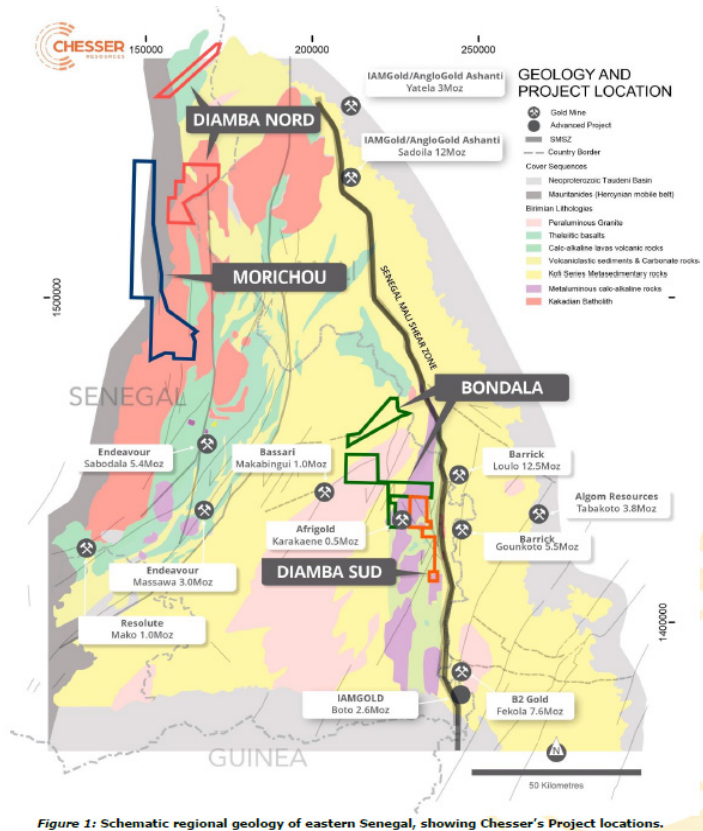 CHESSER
RESOURCES
150000
200000
250000
IAMGold/AngloGold Ashanti
Yatela 3Moz
GEOLOGY AND
PROJECT LOCATION
Gold Mine
Advanced Project
SMSZ
Country Border
Cover Sequences
Neoproterozoic Taudeni Basin
Mauritanides (Hercynian mobile belt)
Birimian Lithologies
Peraluminous Granite
Theleiitic basalts
Calc-alkaline lavas volcanic rocks
Volcaniclastic sediments & Carbonate rocks
Kofi Series Metasedimentary rocks
Metaluminous calc-alkaline rocks
Kakadian Batholith
DIAMBA NORD
IAMGold/AngloGold Ashanti
Sadoila 12Moz
MORICHOU
1500000
SENEGAL MALI SHEAR ZONE
SENEGAL
BONDALA
Endeavour
Sabodala 5.4Moz
Bassari
Makabingui 1.0Moz
Barrick
Loulo 12.5Moz
Algom Resources
Tabakoto 3.8Moz
Afrigold
Karakaene 0.5Moz
Barrick
Gounkoto 5.5Moz
Endeavour
Massawa 3.0Moz
DIAMBA SUD
Resolute
Mako 1.0Moz
1400000
IAMGOLD
Boto 2.6Moz
B2 Gold
Fekola 7.6Moz
GUINEA
N
50 Kilometres
Figure 1: Schematic regional geology of eastern Senegal, showing Chesser's Project locations.